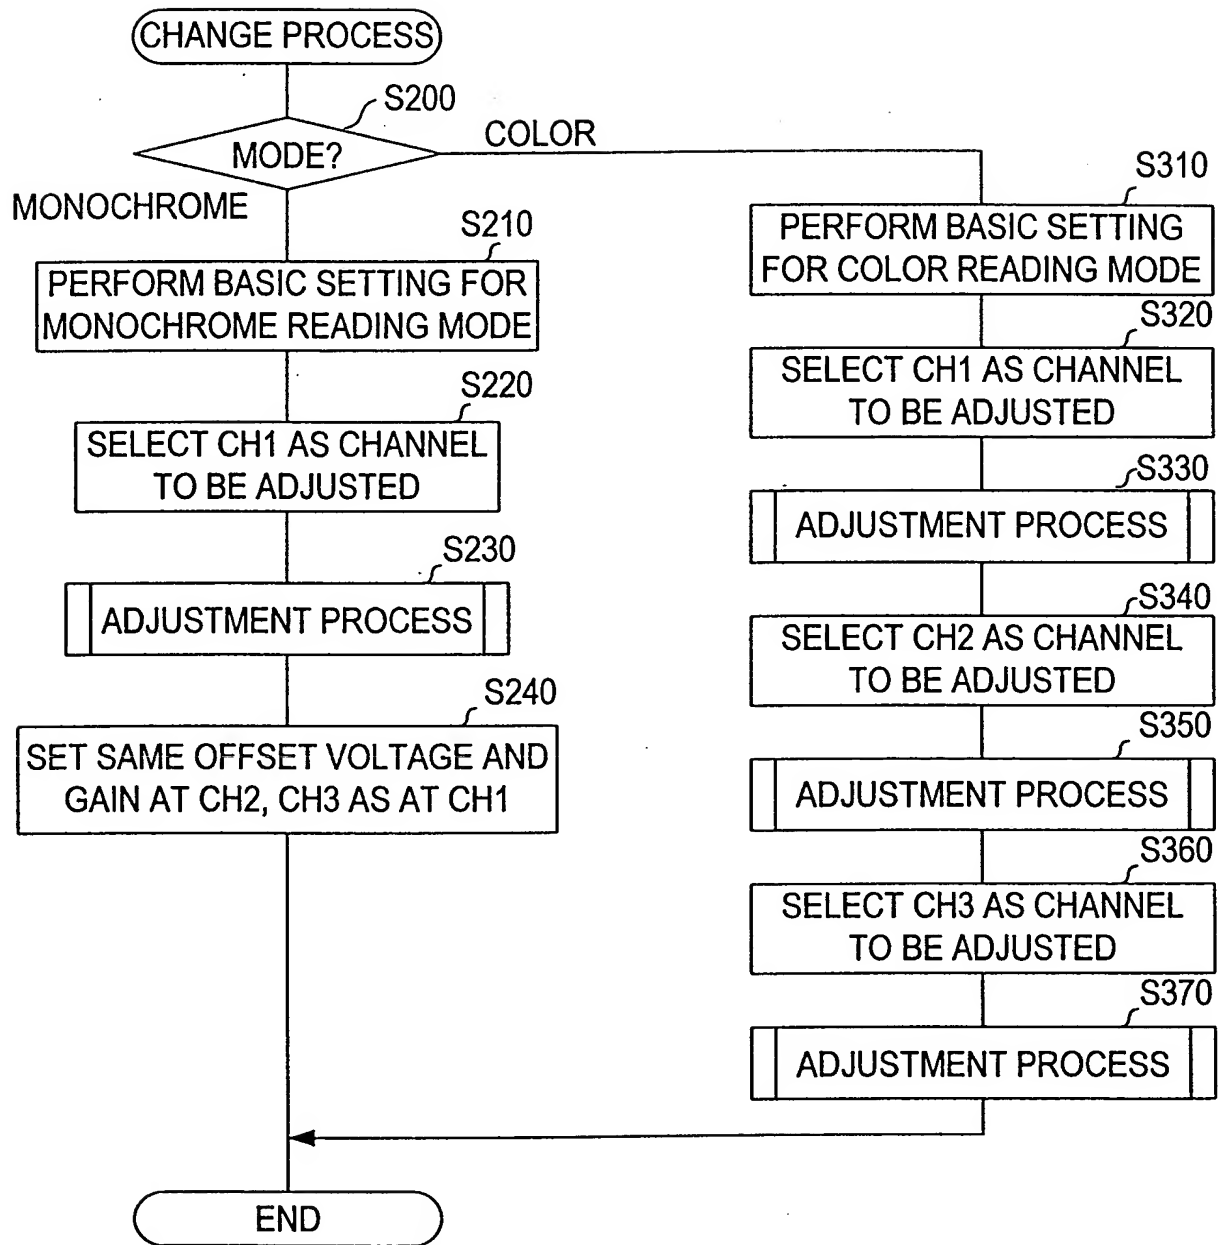 CHANGE PROCESS
S200
MODE?
COLOR
MONOCHROME
S210
PERFORM BASIC SETTING FOR
MONOCHROME READING MODE
S220
SELECT CH1 AS CHANNEL
TO BE ADJUSTED
S230
ADJUSTMENT PROCESS
S240
SET SAME OFFSET VOLTAGE AND
GAIN AT CH2, CH3 AS AT CH1
S310
PERFORM BASIC SETTING
FOR COLOR READING MODE
S320
SELECT CH1 AS CHANNEL
TO BE ADJUSTED
S330
ADJUSTMENT PROCESS
S340
SELECT CH2 AS CHANNEL
TO BE ADJUSTED
S350
ADJUSTMENT PROCESS
S360
SELECT CH3 AS CHANNEL
TO BE ADJUSTED
S370
ADJUSTMENT PROCESS
END